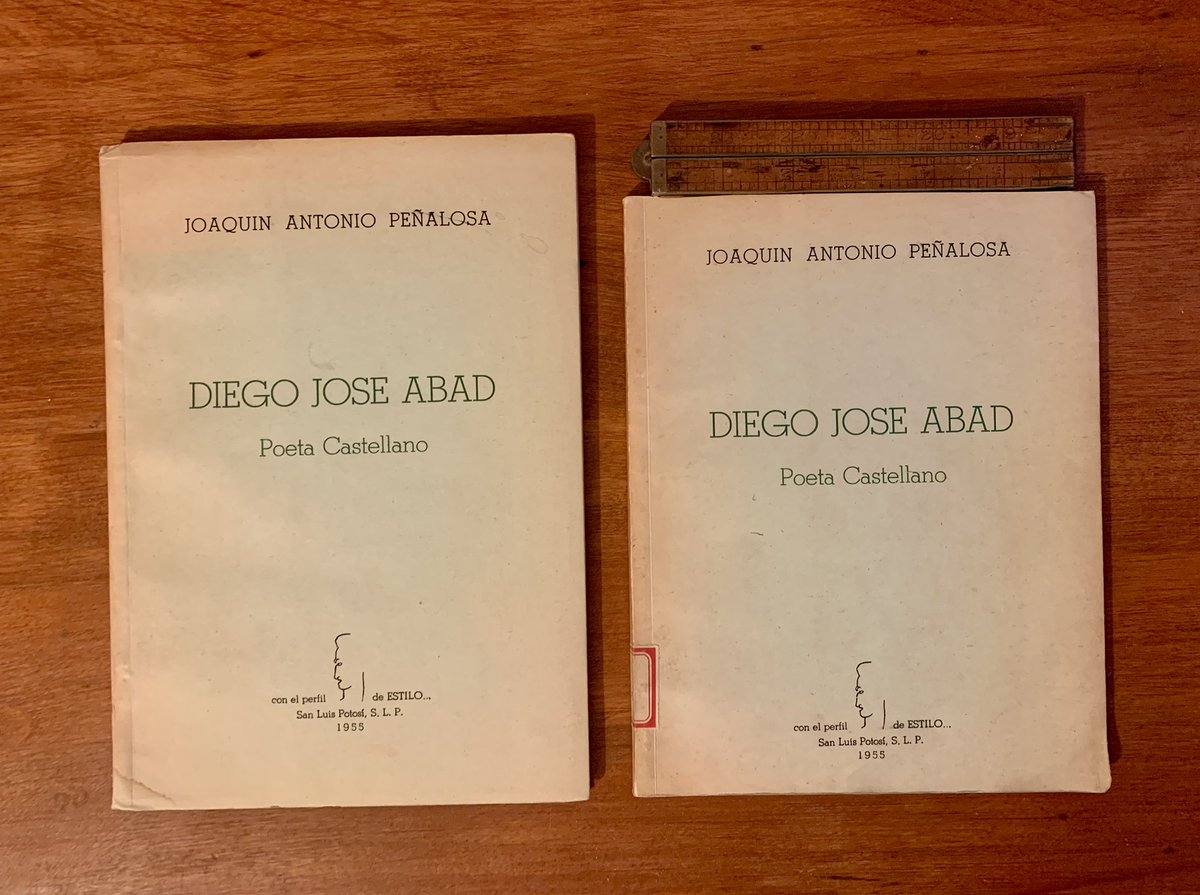 JOAQUIN ANTONIO PEÑALOSA
DIEGO JOSE ABAD
Poeta Castellano
con el perfil de ESTILO...
San Luis Potosí, S. L. P.
1955
JOAQUIN ANTONIO PEÑALOSA
DIEGO JOSE ABAD
Poeta Castellano
con el perfil de ESTILO...
San Luis Potosí, S. L. P.
1955